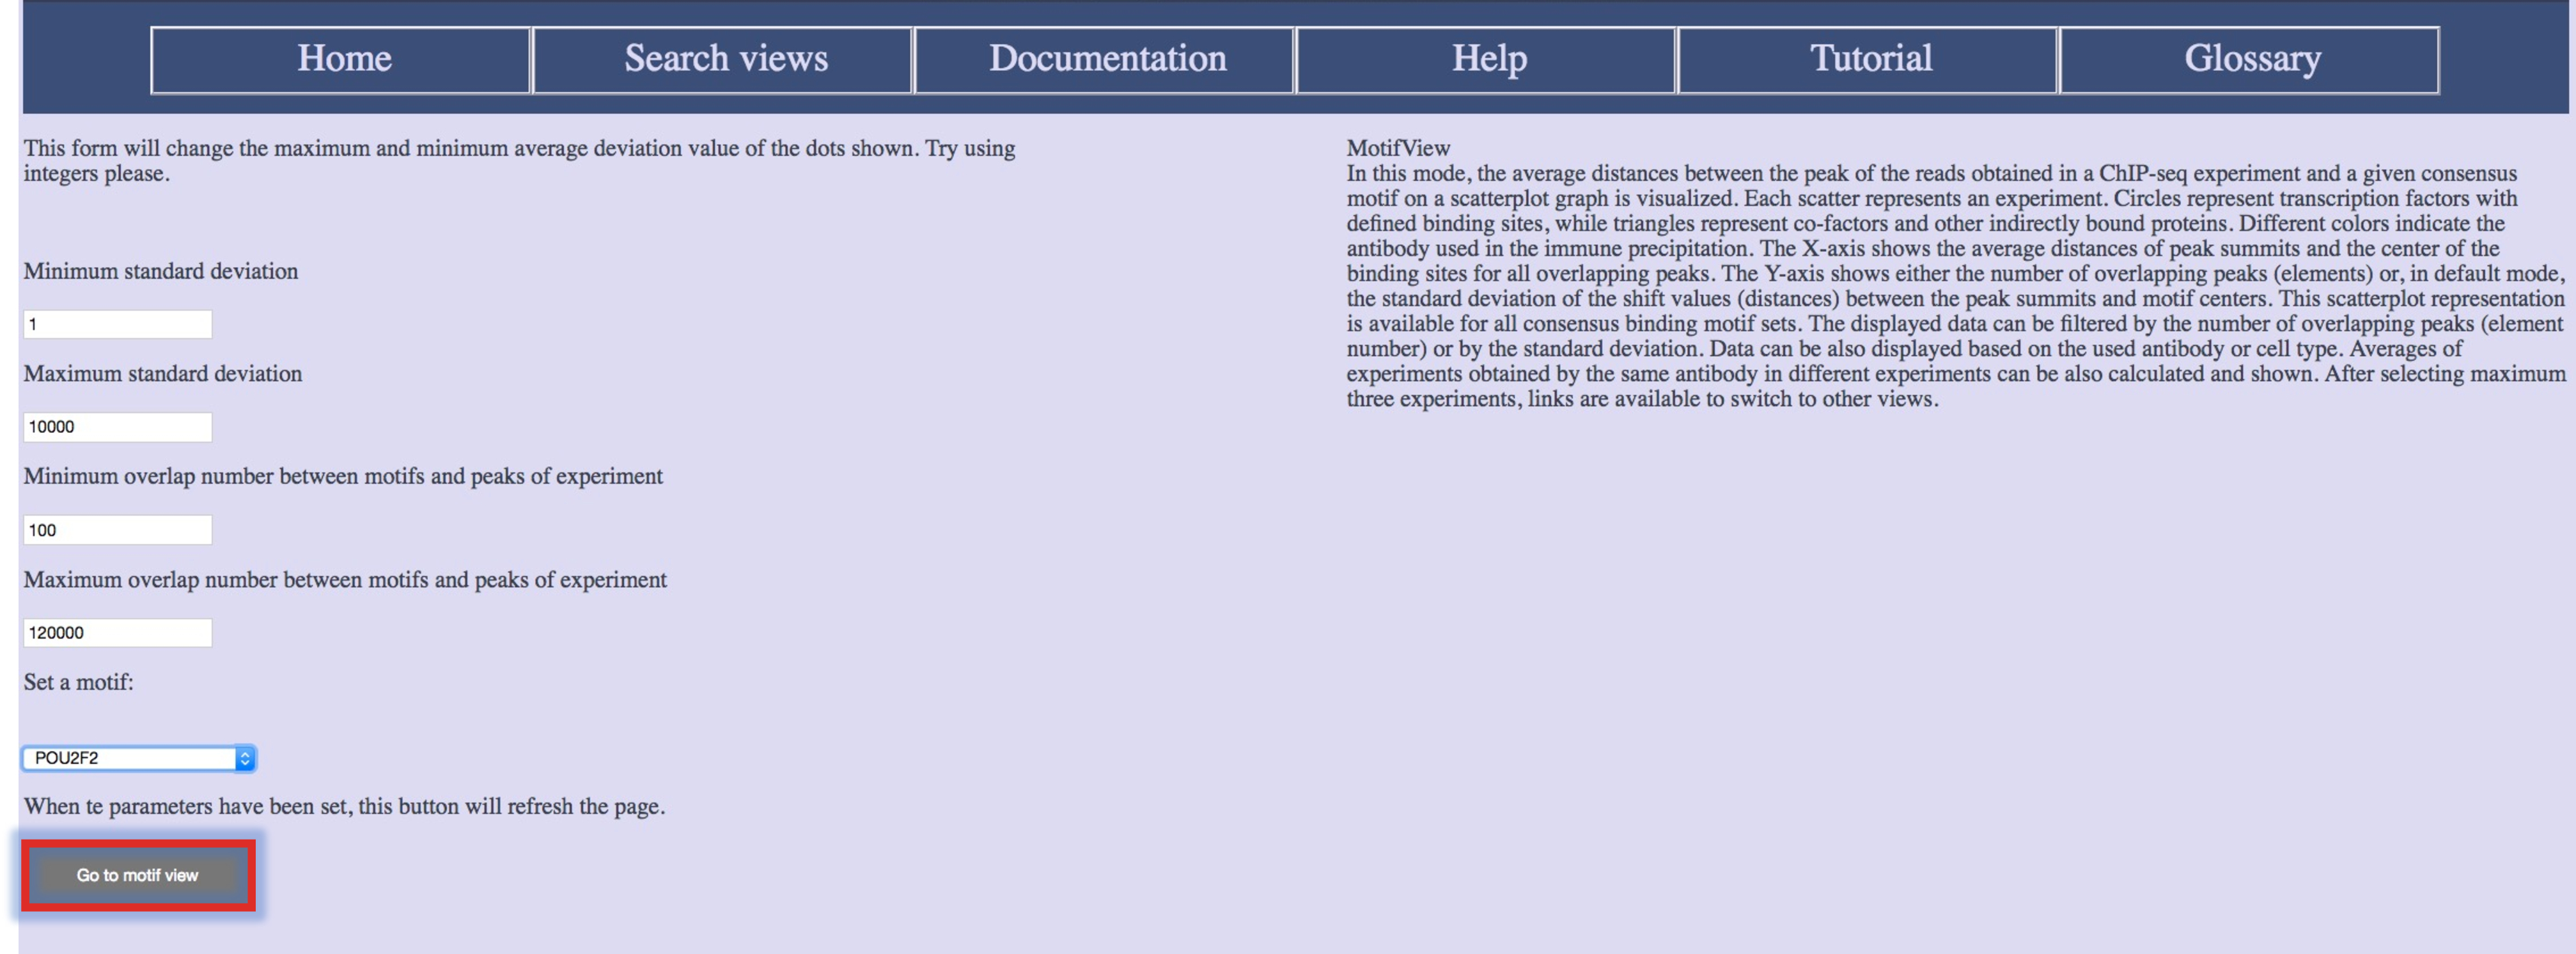 Home
Search views
Documentation
Help
Tutorial
Glossary
This form will change the maximum and minimum average deviation value of the dots shown. Try using
integers please.
Minimum standard deviation
1
Maximum standard deviation
10000
Minimum overlap number between motifs and peaks of experiment
100
Maximum overlap number between motifs and peaks of experiment
120000
Set a motif:
POU2F2
When te parameters have been set, this button will refresh the page.
Go to motif view
MotifView
In this mode, the average distances between the peak of the reads obtained in a ChIP-seq experiment and a given consensus
motif on a scatterplot graph is visualized. Each scatter represents an experiment. Circles represent transcription factors with
defined binding sites, while triangles represent co-factors and other indirectly bound proteins. Different colors indicate the
antibody used in the immune precipitation. The X-axis shows the average distances of peak summits and the center of the
binding sites for all overlapping peaks. The Y-axis shows either the number of overlapping peaks (elements) or, in default mode,
the standard deviation of the shift values (distances) between the peak summits and motif centers. This scatterplot representation
is available for all consensus binding motif sets. The displayed data can be filtered by the number of overlapping peaks (element
number) or by the standard deviation. Data can be also displayed based on the used antibody or cell type. Averages of
experiments obtained by the same antibody in different experiments can be also calculated and shown. After selecting maximum
three experiments, links are available to switch to other views.